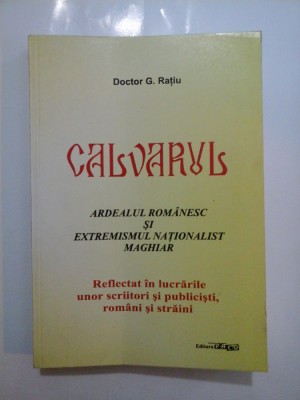 Doctor G. Rațiu
CALVARUL
ARDEALUL ROMÂNESC
ȘI
EXTREMISMUL NAȚIONALIST
MAGHIAR
Reflectat în lucrările
unor scriitori și publiciști,
români și străini
Editura